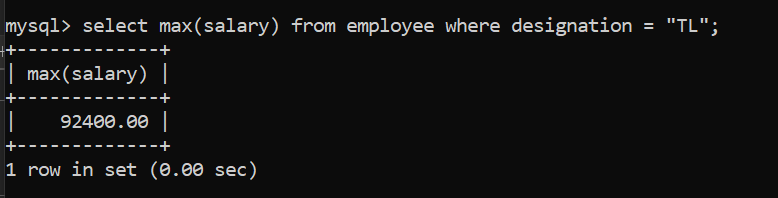 mysql> select max(salary) from employee where designation = "TL";
+-------------+
| max(salary) |
+-------------+
|    92400.00 |
+-------------+
1 row in set (0.00 sec)